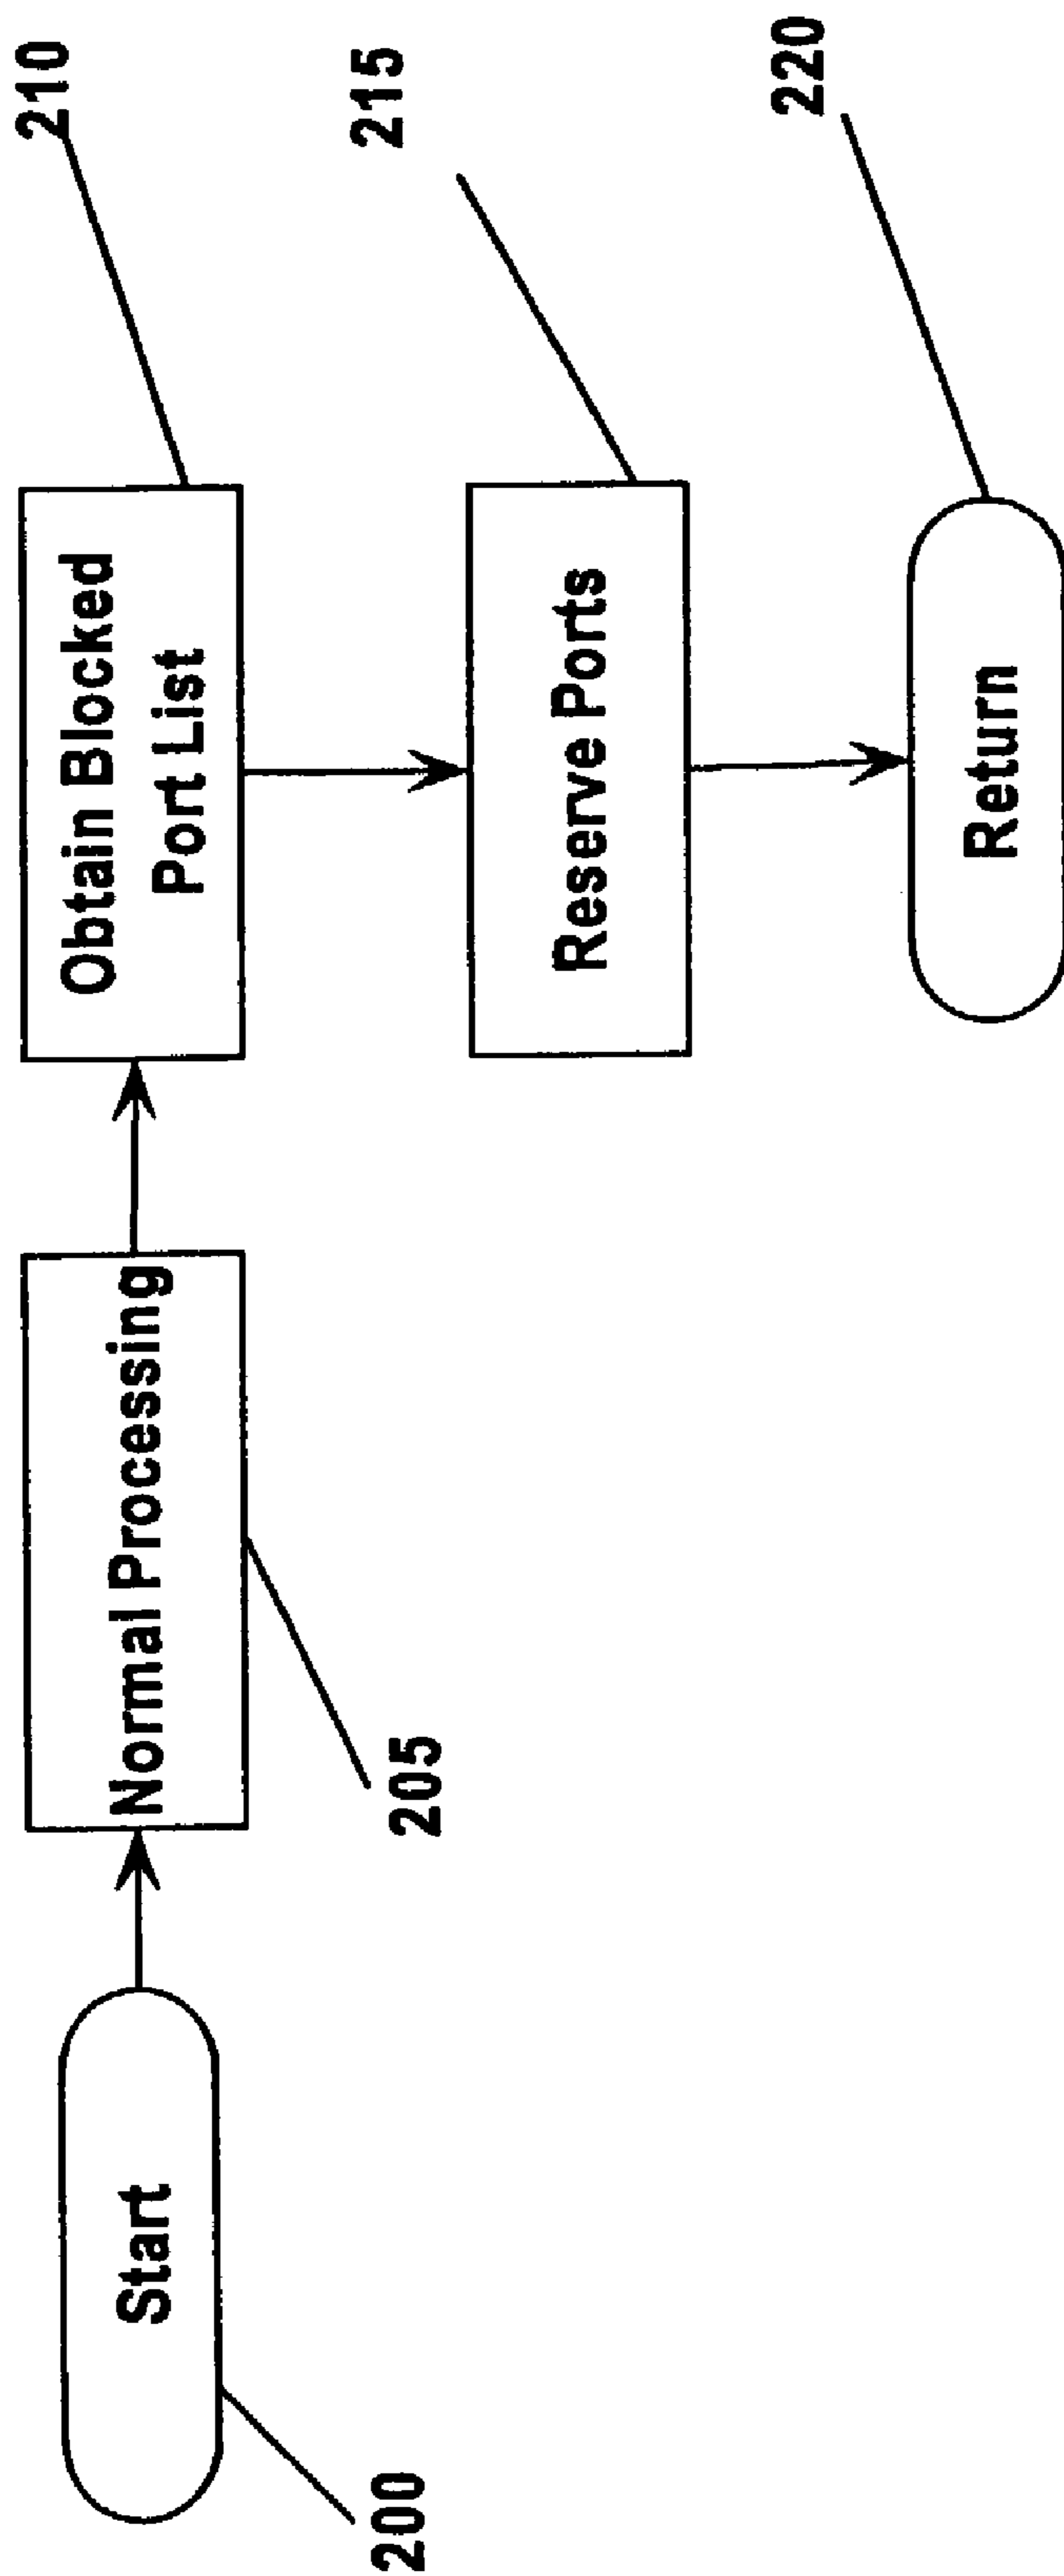 Start
200
Normal Processing
205
Obtain Blocked
Port List
210
Reserve Ports
215
Return
220